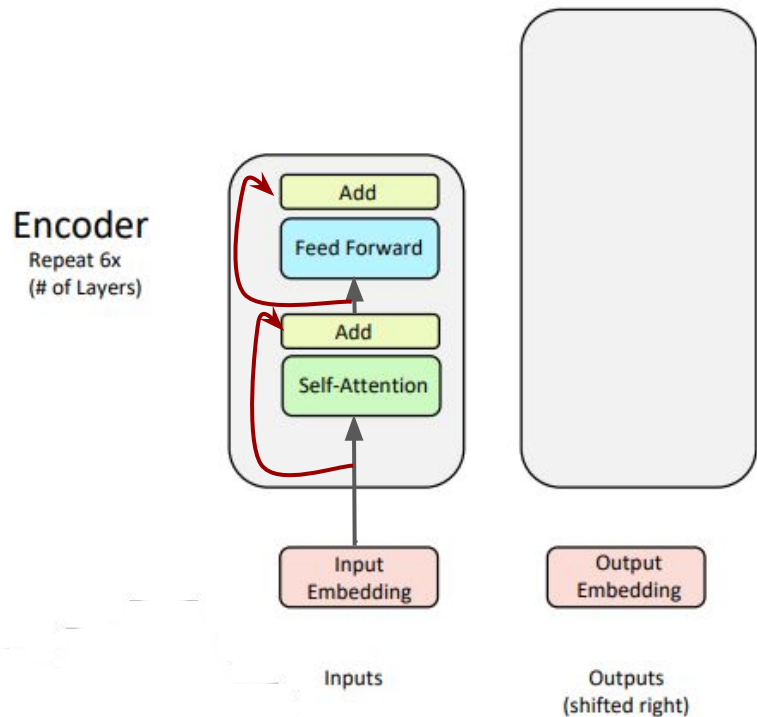 Add
Encoder
Repeat 6x
(# of Layers)
Feed Forward
Add
Self-Attention
Input
Embedding
Output
Embedding
Inputs
Outputs
(shifted right)